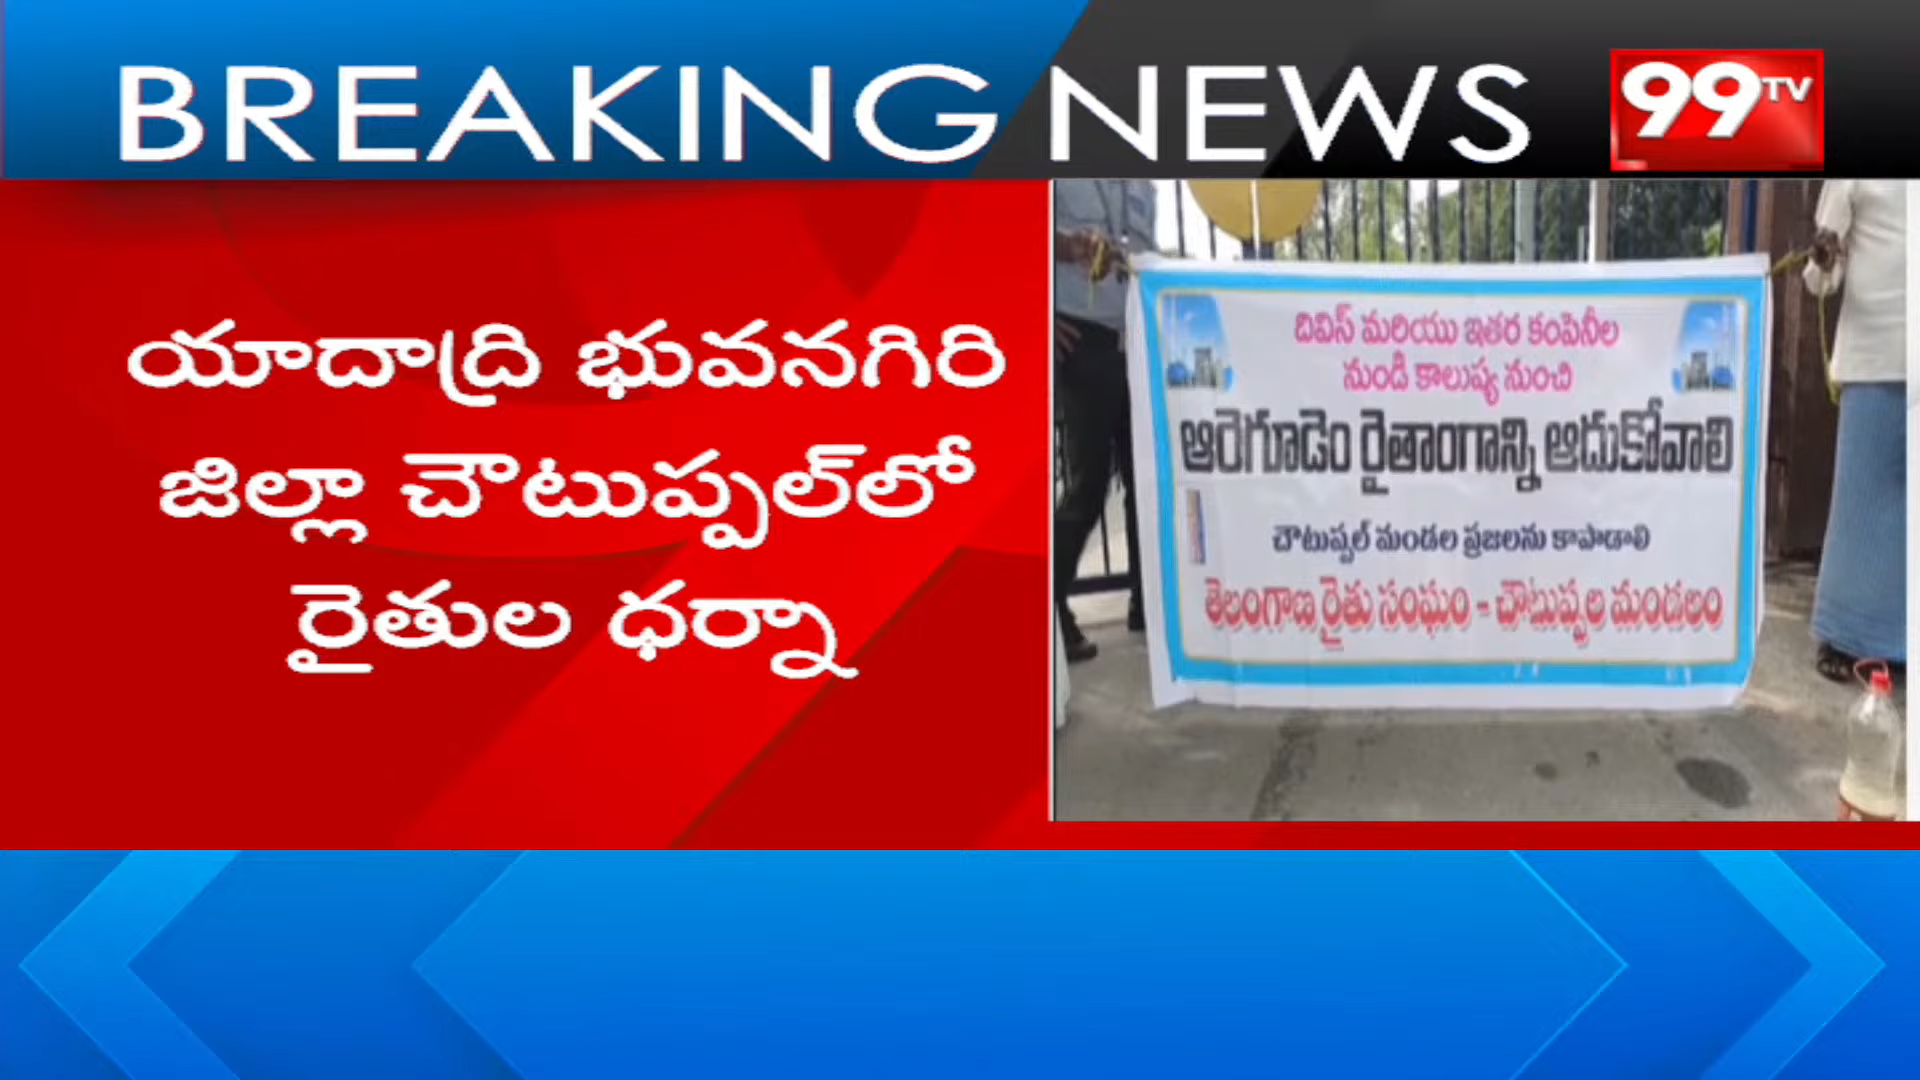 BREAKING NEWS
99TV
యాదాద్రి భువనగిరి
జిల్లా చౌటుప్పల్‌లో
రైతుల ధర్నా
దివిస్ మరియు ఇతర కంపెనీల
నుండి కాలుష్య నుంచి
ఆరెగూడెం రైతాంగాన్ని ఆదుకోవాలి
చౌటుప్పల్ మండల ప్రజలను కాపాడాలి
తెలంగాణ రైతు సంఘం - చౌటుప్పల మండలం